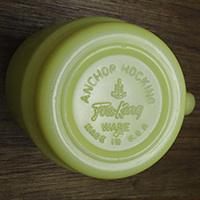 ANCHOR HOCKING
Fire-King
WARE
MADE IN U.S.A